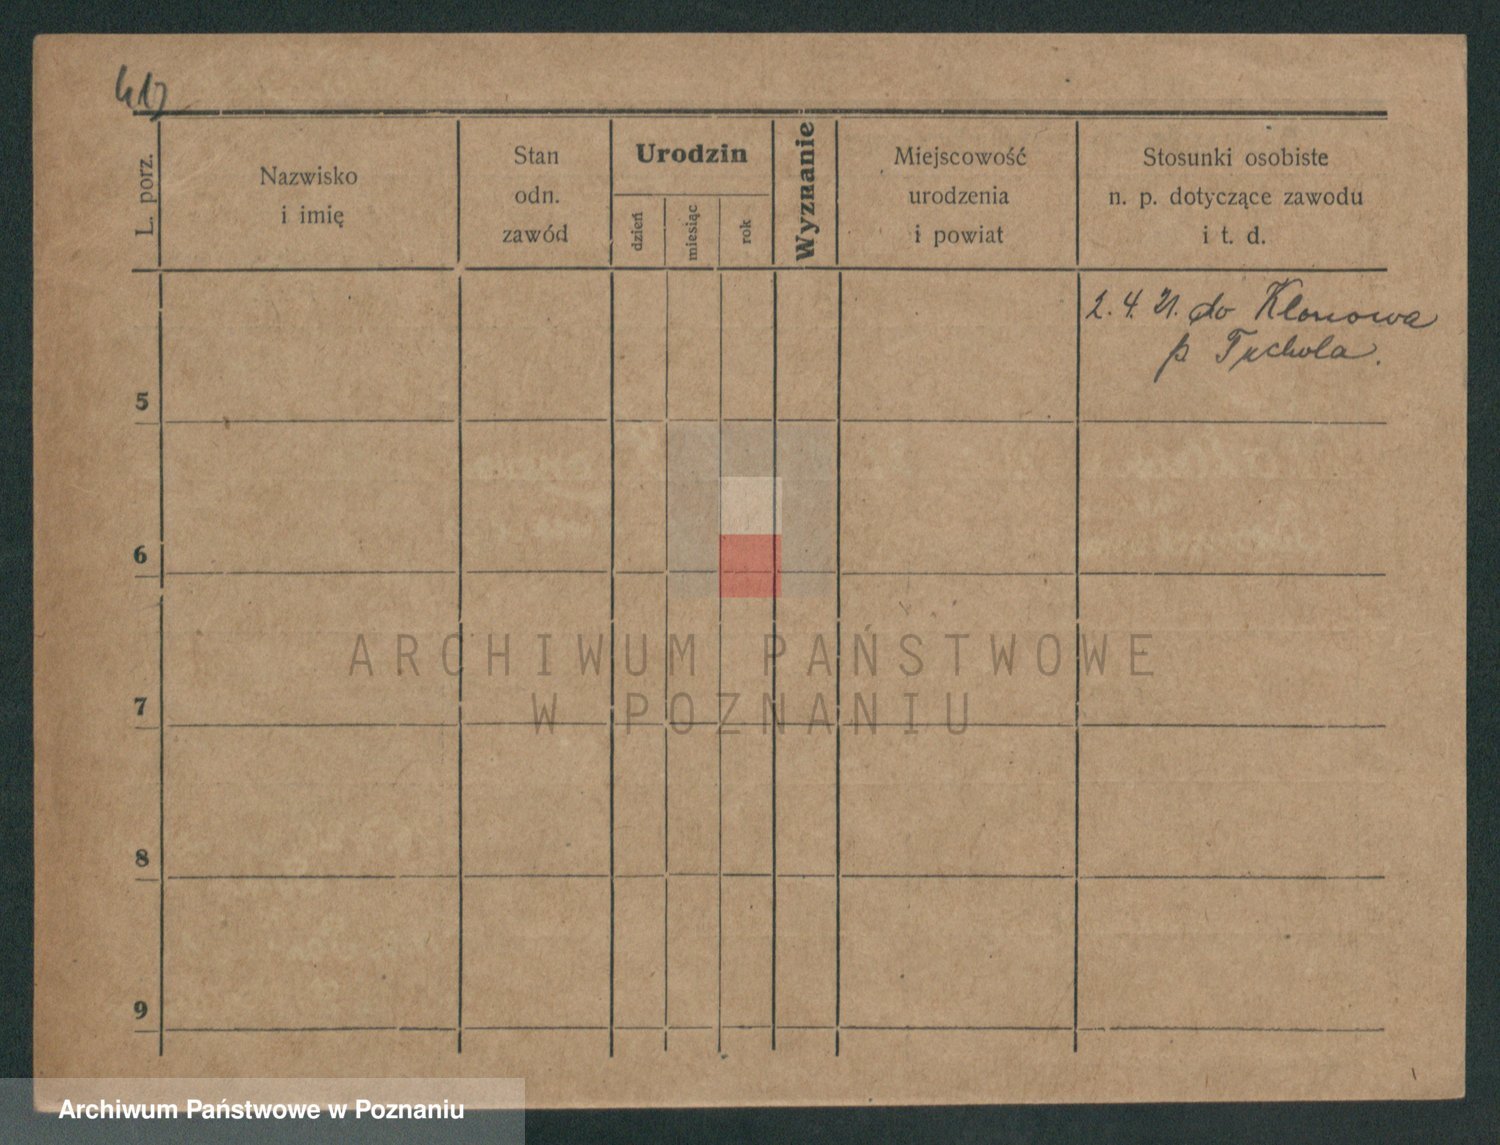 L. porz.
Nazwisko
i imię
Stan
odn.
zawód
Urodzin
dzień
miesiąc
rok
Wyznanie
Miejscowość
urodzenia
i powiat
Stosunki osobiste
n. p. dotyczące zawodu
i t. d.
2. 4. 21. do Klonowa
p. Tuchola.
5
6
7
8
9
ARCHIWUM PAŃSTWOWE
W POZNANIU
Archiwum Państwowe w Poznaniu